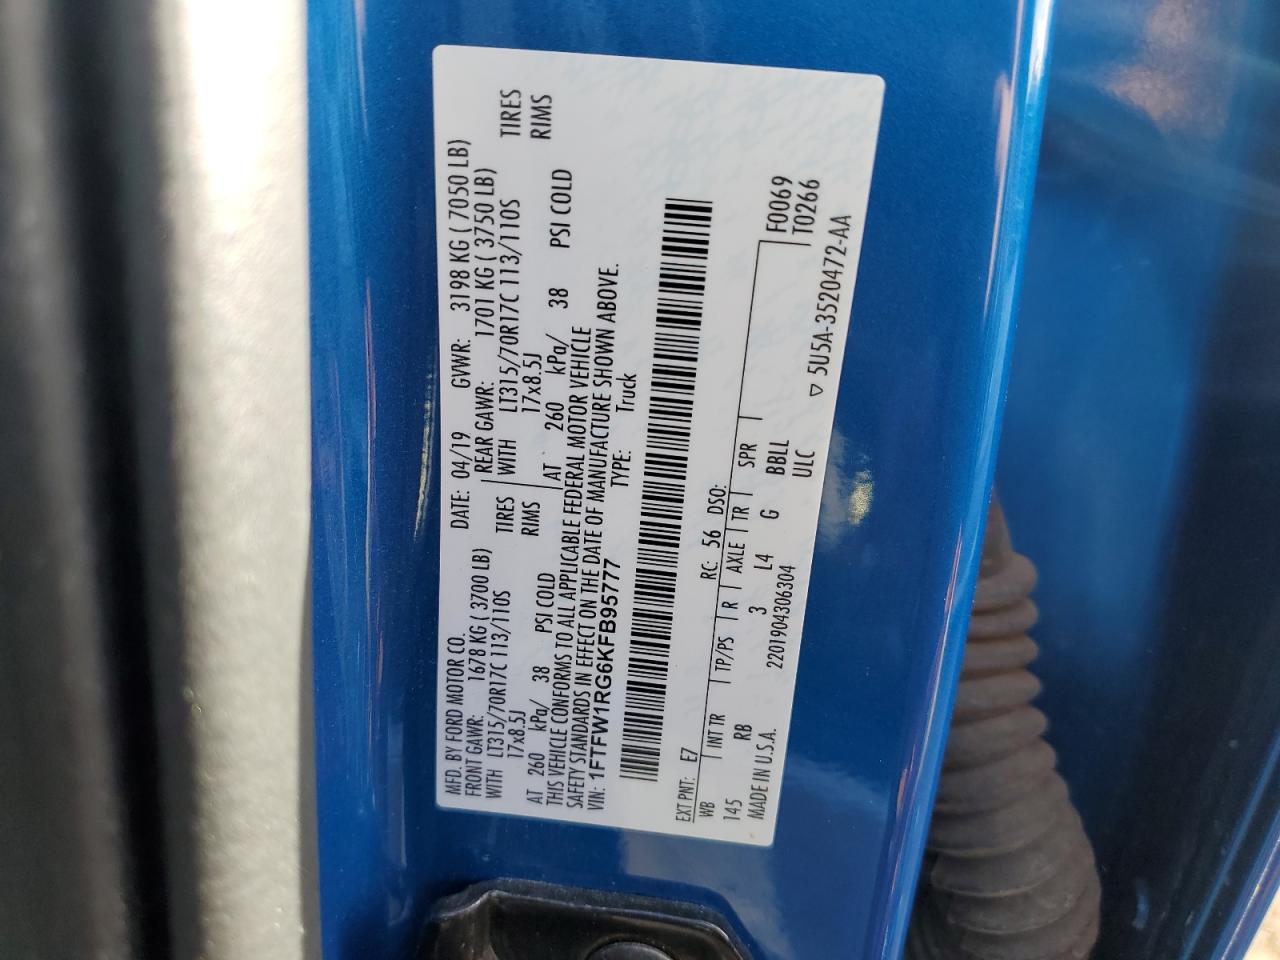 MFD. BY FORD MOTOR CO.
DATE: 04/19 GVWR: 3198 KG ( 7050 LB)
FRONT GAWR: 1678 KG ( 3700 LB)
REAR GAWR: 1701 KG ( 3750 LB)
WITH LT315/70R17C 113/110S TIRES
WITH LT315/70R17C 113/110S TIRES
17x8.5J RIMS
17x8.5J RIMS
AT 260 kPa/ 38 PSI COLD
AT 260 kPa/ 38 PSI COLD
THIS VEHICLE CONFORMS TO ALL APPLICABLE FEDERAL MOTOR VEHICLE
SAFETY STANDARDS IN EFFECT ON THE DATE OF MANUFACTURE SHOWN ABOVE.
VIN: 1FTFW1RG6KFB95777
TYPE: Truck
EXT PNT: E7 RC: 56 DSO:
WB INT TR TP/PS R AXLE TR SPR
F0069
T0266
145 RB 3 L4 G BBLL
MADE IN U.S.A. 2201904306304 ULC
▽ 5U5A-3520472-AA